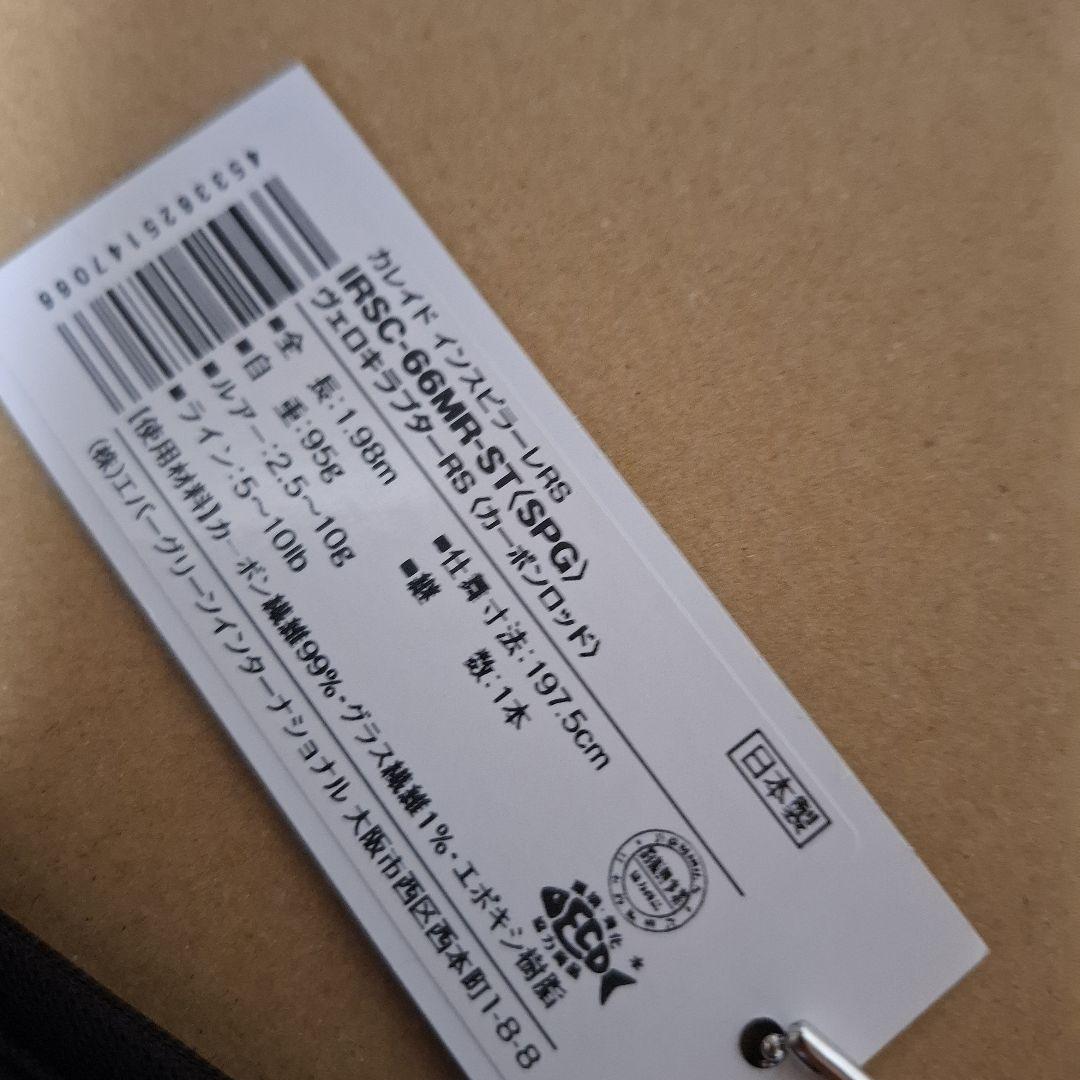 4533625147066
カレイド インスピラーレRS
IRSC-66MR-ST〈SPG〉
ヴェロキラプターRS〈カーボンロッド〉
■全 長:1.98m
■仕舞寸法:197.5cm
■自 重:95g
■継 数:1本
■ルアー:2.5～10g
■ライン:5～10lb
【使用材料】カーボン繊維99%・グラス繊維1%・エポキシ樹脂
(株)エバーグリーンインターナショナル 大阪市西区西本町1-8-8
日本製
ECD
協力商品